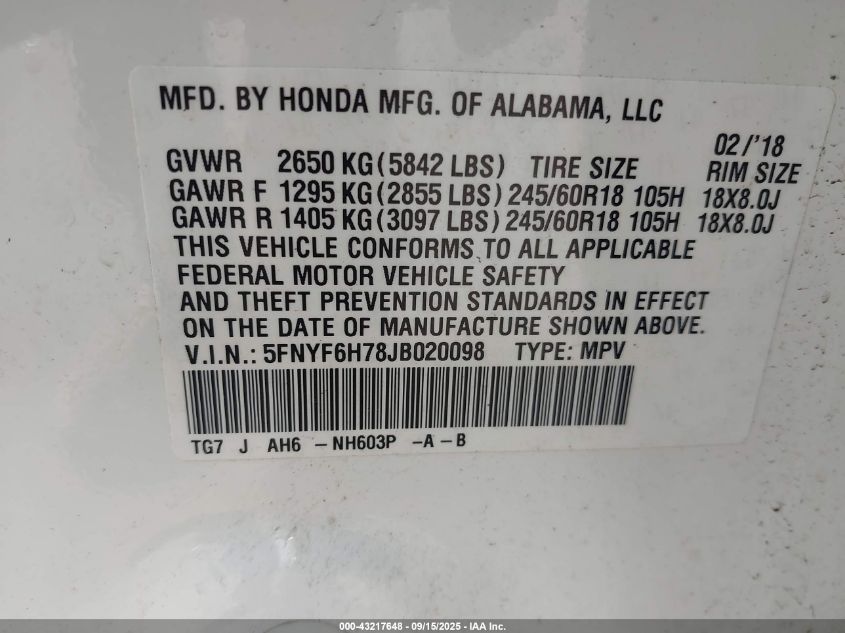 MFD. BY HONDA MFG. OF ALABAMA, LLC
02/'18
GVWR 2650 KG (5842 LBS) TIRE SIZE RIM SIZE
GAWR F 1295 KG (2855 LBS) 245/60R18 105H 18X8.0J
GAWR R 1405 KG (3097 LBS) 245/60R18 105H 18X8.0J
THIS VEHICLE CONFORMS TO ALL APPLICABLE
FEDERAL MOTOR VEHICLE SAFETY
AND THEFT PREVENTION STANDARDS IN EFFECT
ON THE DATE OF MANUFACTURE SHOWN ABOVE.
V.I.N.: 5FNYF6H78JB020098 TYPE: MPV
TG7 J AH6 - NH603P - A - B
000-43217648 - 09/15/2025 - IAA Inc.